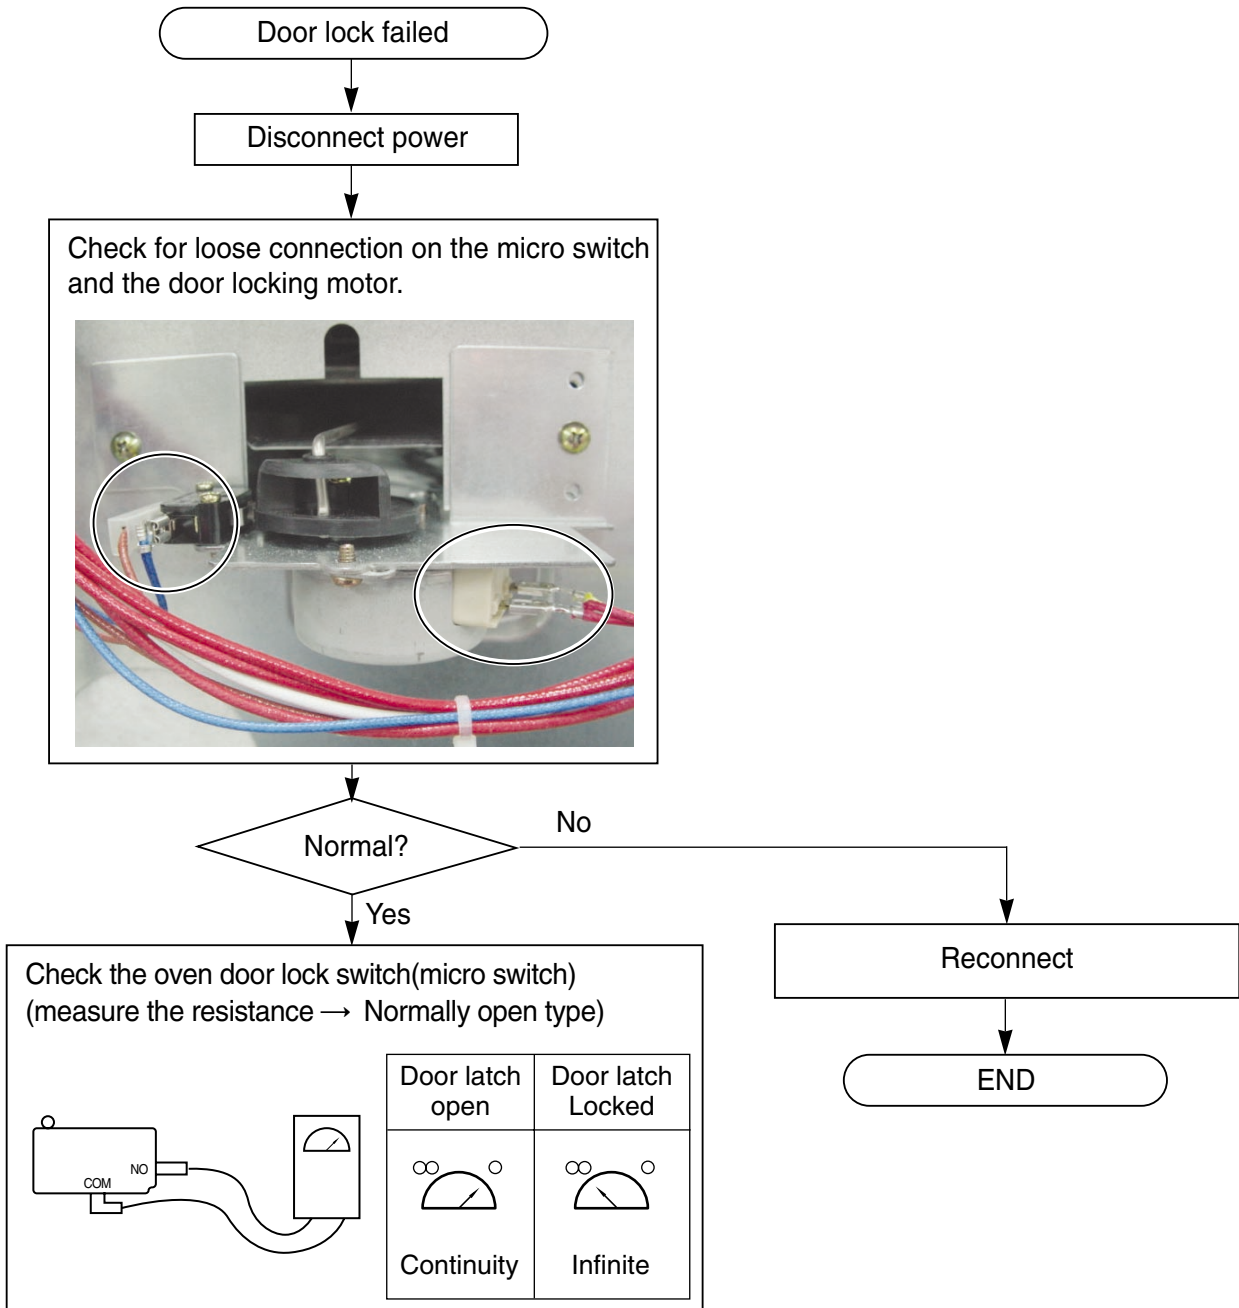 Door lock failed
Disconnect power
Check for loose connection on the micro switch
and the door locking motor.
Normal?
No
Yes
Reconnect
END
Check the oven door lock switch(micro switch)
(measure the resistance → Normally open type)
NO
COM
Door latch
open
Door latch
Locked
Continuity
Infinite